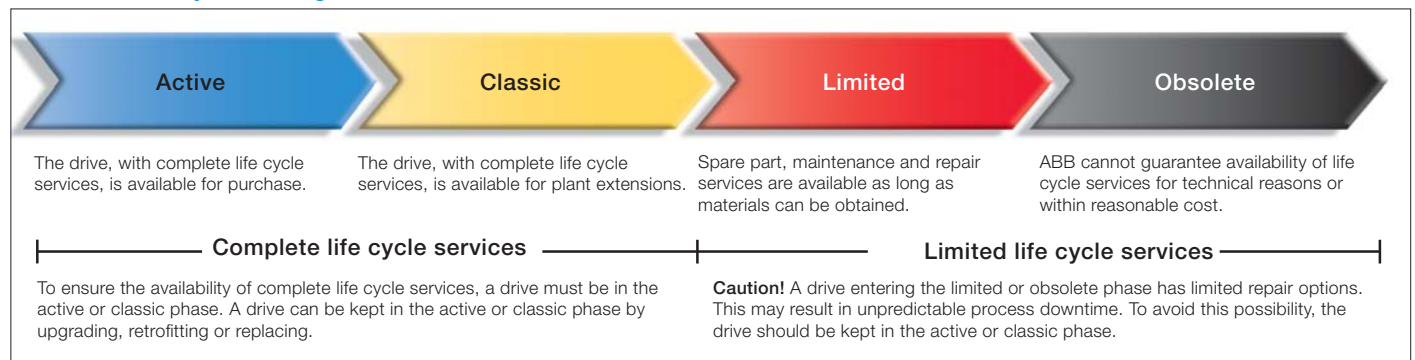 Active
Classic
Limited
Obsolete
The drive, with complete life cycle
services, is available for purchase.
The drive, with complete life cycle
services, is available for plant extensions.
Spare part, maintenance and repair
services are available as long as
materials can be obtained.
ABB cannot guarantee availability of life
cycle services for technical reasons or
within reasonable cost.
Complete life cycle services
Limited life cycle services
To ensure the availability of complete life cycle services, a drive must be in the
active or classic phase. A drive can be kept in the active or classic phase by
upgrading, retrofitting or replacing.
Caution! A drive entering the limited or obsolete phase has limited repair options.
This may result in unpredictable process downtime. To avoid this possibility, the
drive should be kept in the active or classic phase.